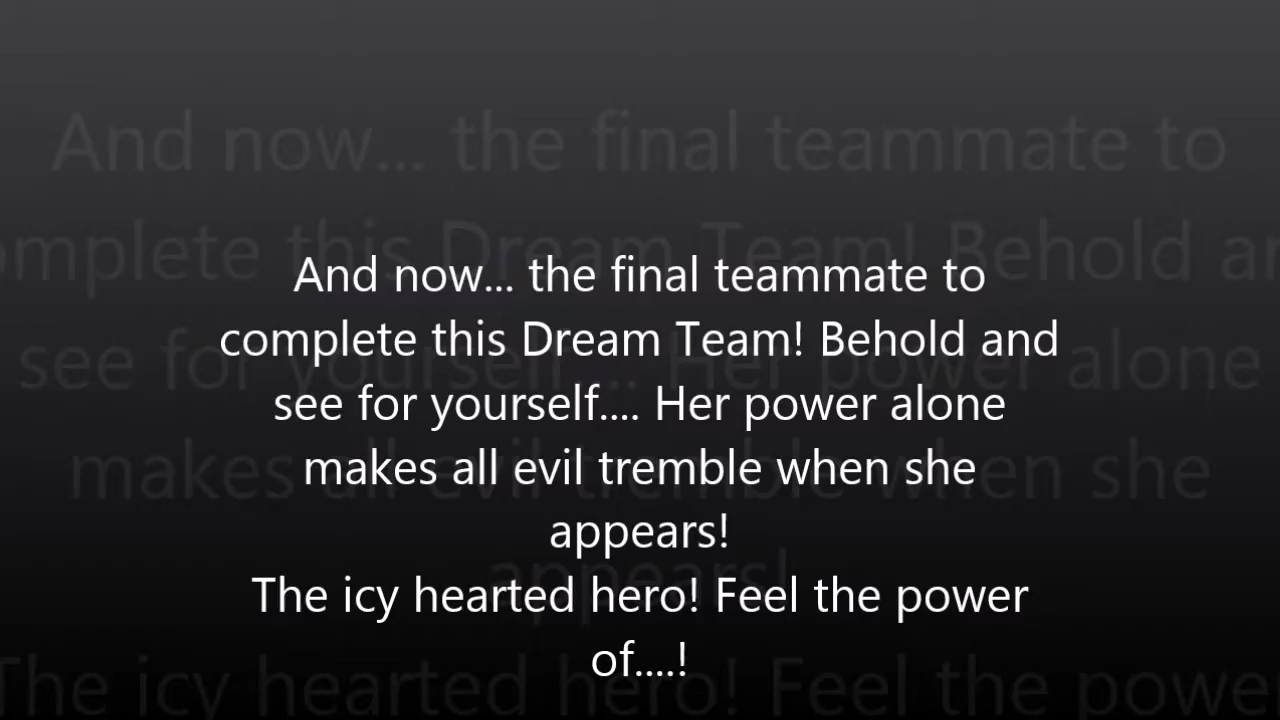 And now... the final teammate to
complete this Dream Team! Behold and
see for yourself.... Her power alone
makes all evil tremble when she
appears!
The icy hearted hero! Feel the power
of....!